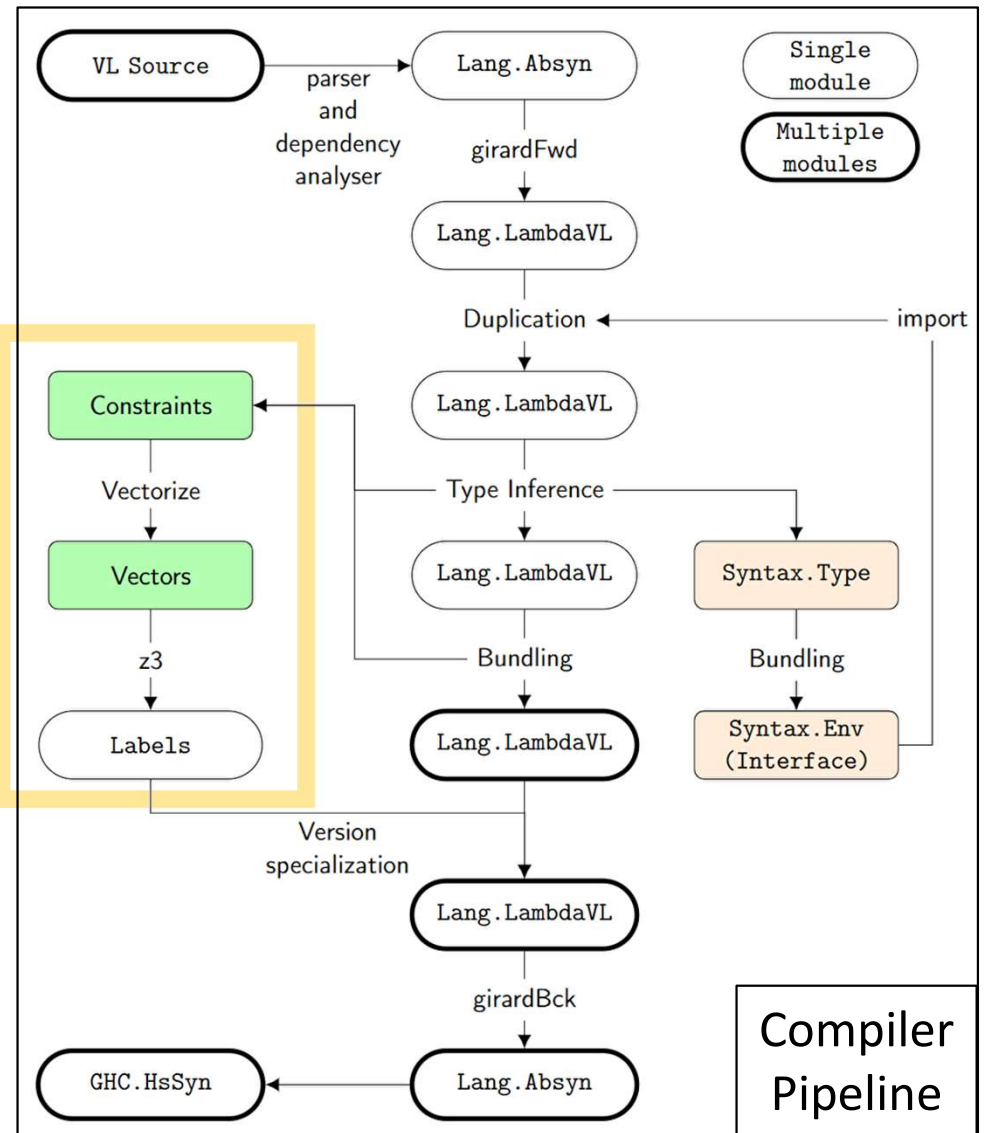 VL Source
parser
and
dependency
analyser
Lang.Absyn
Single
module
Multiple
modules
girardFwd
Lang.LambdaVL
Duplication
import
Constraints
Lang.LambdaVL
Vectorize
Type Inference
Vectors
Lang.LambdaVL
Syntax.Type
z3
Bundling
Bundling
Labels
Lang.LambdaVL
Syntax.Env
(Interface)
Version
specialization
Lang.LambdaVL
girardBck
GHC.HsSyn
Lang.Absyn
Compiler
Pipeline